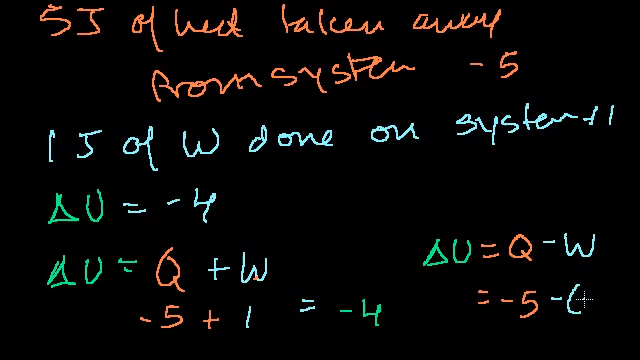 5J of heat taken away
from system -5
1 J of W done on system +1
ΔU = -4
ΔU = Q + W
-5 + 1 = -4
ΔU = Q - W
= -5 - (